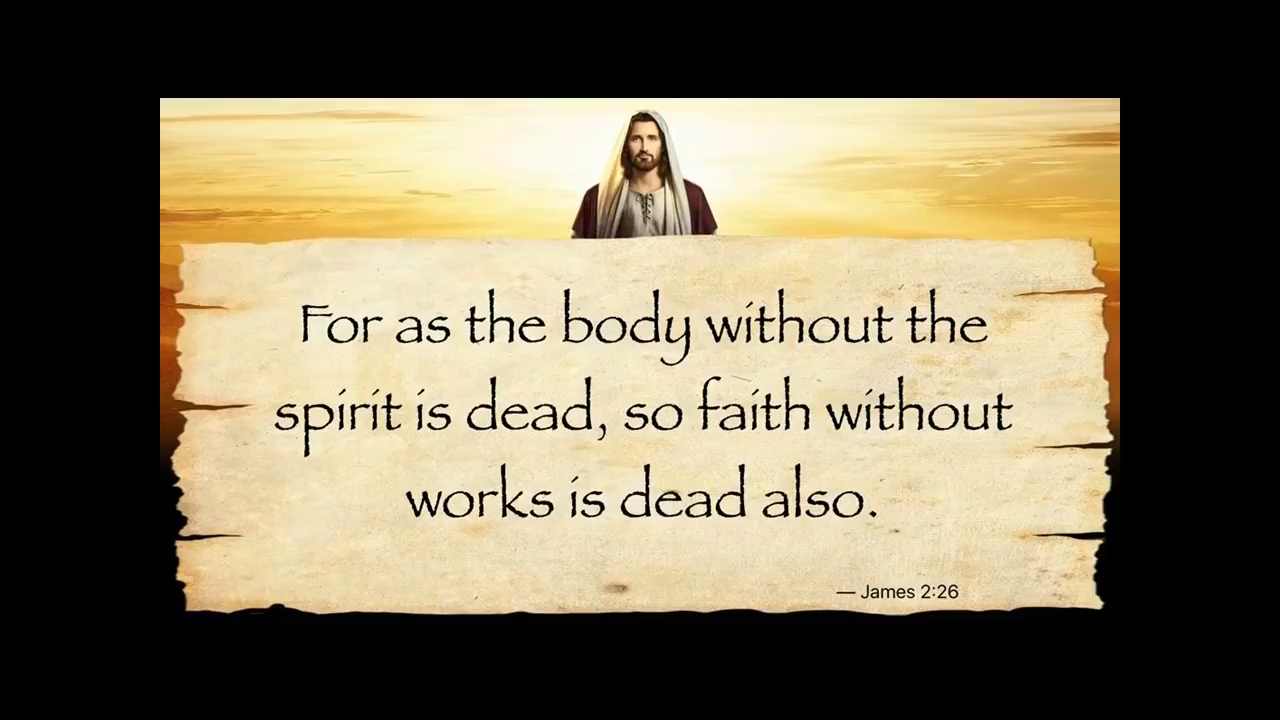 For as the body without the
spirit is dead, so faith without
works is dead also.
— James 2:26